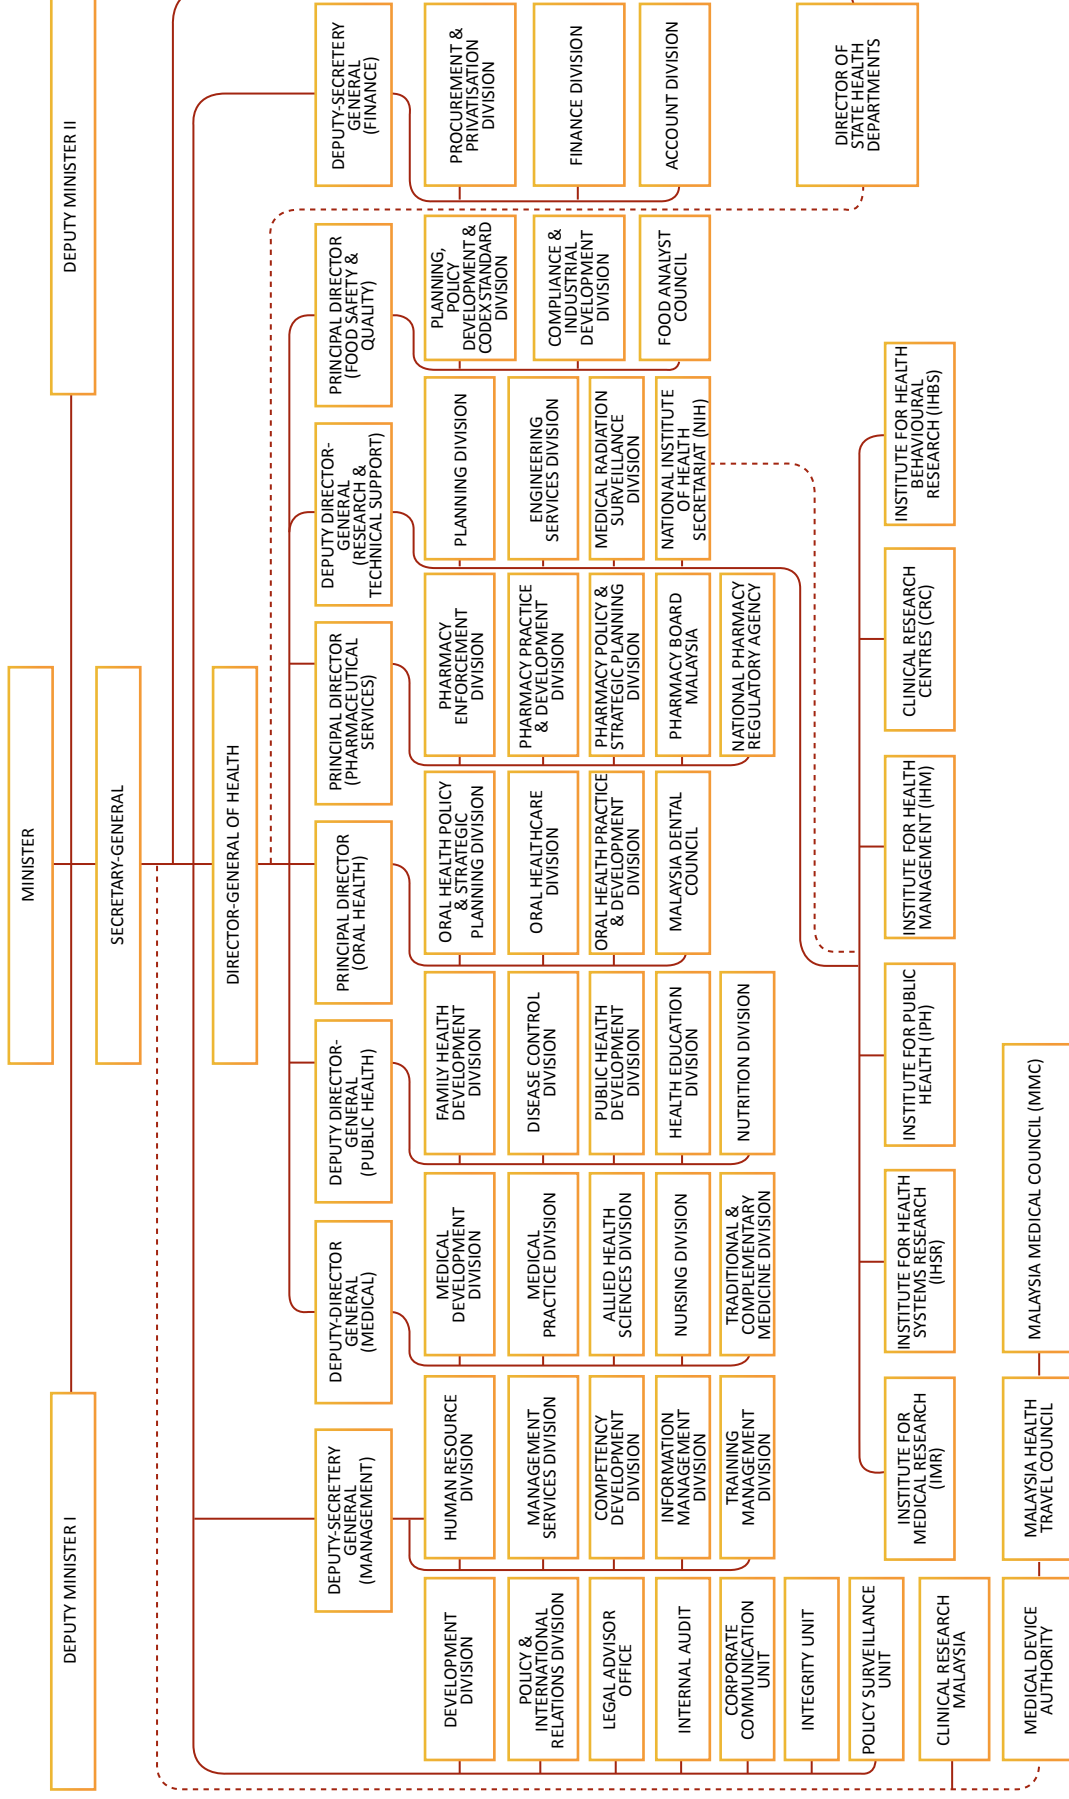 MINISTER
DEPUTY MINISTER I
DEPUTY MINISTER II
SECRETARY-GENERAL
DIRECTOR-GENERAL OF HEALTH
DEPUTY-SECRETERY
GENERAL
(MANAGEMENT)
DEPUTY-DIRECTOR
GENERAL
(MEDICAL)
DEPUTY DIRECTOR-
GENERAL
(PUBLIC HEALTH)
PRINCIPAL DIRECTOR
(ORAL HEALTH)
PRINCIPAL DIRECTOR
(PHARMACEUTICAL
SERVICES)
DEPUTY DIRECTOR-
GENERAL
(RESEARCH &
TECHNICAL SUPPORT)
PRINCIPAL DIRECTOR
(FOOD SAFETY &
QUALITY)
DEPUTY-SECRETERY
GENERAL
(FINANCE)
DEVELOPMENT
DIVISION
POLICY &
INTERNATIONAL
RELATIONS DIVISION
LEGAL ADVISOR
OFFICE
INTERNAL AUDIT
CORPORATE
COMMUNICATION
UNIT
INTEGRITY UNIT
POLICY SURVEILLANCE
UNIT
CLINICAL RESEARCH
MALAYSIA
MEDICAL DEVICE
AUTHORITY
MALAYSIA HEALTH
TRAVEL COUNCIL
MALAYSIA MEDICAL COUNCIL (MMC)
HUMAN RESOURCE
DIVISION
MANAGEMENT
SERVICES DIVISION
COMPETENCY
DEVELOPMENT
DIVISION
INFORMATION
MANAGEMENT
DIVISION
TRAINING
MANAGEMENT
DIVISION
MEDICAL
DEVELOPMENT
DIVISION
MEDICAL
PRACTICE DIVISION
ALLIED HEALTH
SCIENCES DIVISION
NURSING DIVISION
TRADITIONAL &
COMPLEMENTARY
MEDICINE DIVISION
FAMILY HEALTH
DEVELOPMENT
DIVISION
DISEASE CONTROL
DIVISION
PUBLIC HEALTH
DEVELOPMENT
DIVISION
HEALTH EDUCATION
DIVISION
NUTRITION DIVISION
ORAL HEALTH POLICY
& STRATEGIC
PLANNING DIVISION
ORAL HEALTHCARE
DIVISION
ORAL HEALTH PRACTICE
& DEVELOPMENT
DIVISION
MALAYSIA DENTAL
COUNCIL
PHARMACY
ENFORCEMENT
DIVISION
PHARMACY PRACTICE
& DEVELOPMENT
DIVISION
PHARMACY POLICY &
STRATEGIC PLANNING
DIVISION
PHARMACY BOARD
MALAYSIA
NATIONAL PHARMACY
REGULATORY AGENCY
PLANNING DIVISION
ENGINEERING
SERVICES DIVISION
MEDICAL RADIATION
SURVEILLANCE
DIVISION
NATIONAL INSTITUTE
OF HEALTH
SECRETARIAT (NIH)
PLANNING,
POLICY
DEVELOPMENT &
CODEX STANDARD
DIVISION
COMPLIANCE &
INDUSTRIAL
DEVELOPMENT
DIVISION
FOOD ANALYST
COUNCIL
PROCUREMENT &
PRIVATISATION
DIVISION
FINANCE DIVISION
ACCOUNT DIVISION
DIRECTOR OF
STATE HEALTH
DEPARTMENTS
INSTITUTE FOR
MEDICAL RESEARCH
(IMR)
INSTITUTE FOR HEALTH
SYSTEMS RESEARCH
(IHSR)
INSTITUTE FOR PUBLIC
HEALTH (IPH)
INSTITUTE FOR HEALTH
MANAGEMENT (IHM)
CLINICAL RESEARCH
CENTRES (CRC)
INSTITUTE FOR HEALTH
BEHAVIOURAL
RESEARCH (IHBS)